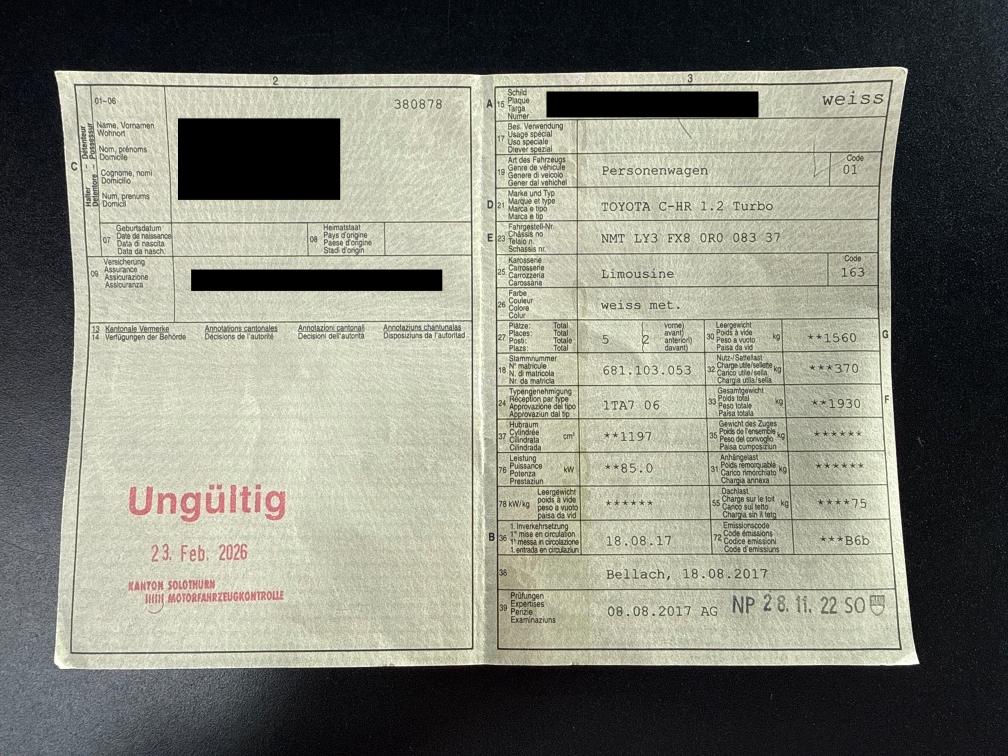 2
01-06
380878
C
Halter – Détenteur
Detentore – Possessur
Name, Vornamen
Wohnort
Nom, prénoms
Domicile
Cognome, nomi
Domicilio
Num, prenums
Domicil
07
Geburtsdatum
Date de naissance
Data di nascita
Data da nasch.
08
Heimatstaat
Pays d'origine
Paese d'origine
Stadi d'origin
09
Versicherung
Assurance
Assicurazione
Assicuranza
13 Kantonale Vermerke
14 Verfügungen der Behörde
Annotations cantonales
Décisions de l'autorité
Annotazioni cantonali
Decisioni dell'autorità
Annotaziuns chantunalas
Disposiziuns da l'autoritad
Ungültig
23. Feb. 2026
KANTON SOLOTHURN
MOTORFAHRZEUGKONTROLLE
3
A 15
Schild
Plaque
Targa
Numer
weiss
17
Bes. Verwendung
Usage spécial
Uso speciale
Diever spezial
19
Art des Fahrzeugs
Genre de véhicule
Genere di veicolo
Gener dal vehichel
Personenwagen
Code
01
D 21
Marke und Typ
Marque et type
Marca e tipo
Marca e tip
TOYOTA C-HR 1.2 Turbo
E 23
Fahrgestell-Nr.
Châssis no
Telaio n.
Schassis nr.
NMT LY3 FX8 0R0 083 37
25
Karosserie
Carrosserie
Carrozzeria
Carossaria
Limousine
Code
163
26
Farbe
Couleur
Colore
Colur
weiss met.
27
Plätze: Total
Places: Total
Posti: Total
Plazs: Total
5
2
vorne)
avant)
anteriori)
davant)
30
Leergewicht
Poids à vide
Peso a vuoto
Paisa da vid
kg
**1560
G
18
Stammnummer
N° matricule
N. di matricola
Nr. da matricla
681.103.053
32
Nutz-/Sattellast
Charge utile/sellette
Carico utile/sella
Chargia utila/sella
kg
***370
24
Typengenehmigung
Réception par type
Approvazione del tipo
Approvaziun dal tip
1TA7 06
33
Gesamtgewicht
Poids total
Peso totale
Paisa totala
kg
**1930
F
37
Hubraum
Cylindrée
Cilindrata
Cilindrada
cm³
**1197
35
Gewicht des Zuges
Poids de l'ensemble
Peso del convoglio
Paisa cumposiziun
kg
******
76
Leistung
Puissance
Potenza
Prestaziun
kW
**85.0
31
Anhängelast
Poids remorquable
Carico rimorchiato
Chargia annexa
kg
******
78 kW/kg
Leergewicht
poids à vide
peso a vuoto
paisa da vid
******
55
Dachlast
Charge sur le toit
Carico sul tetto
Chargia sin il tetg
kg
****75
B 36
1. Inverkehrsetzung
1re mise en circulation
1a messa in circolazione
1. entrada en circulaziun
18.08.17
72
Emissionscode
Code émissions
Codice emissioni
Code d'emissiuns
***B6b
38
Bellach, 18.08.2017
39
Prüfungen
Expertises
Perizie
Examinaziuns
08.08.2017 AG
NP 28. 11. 22 SO